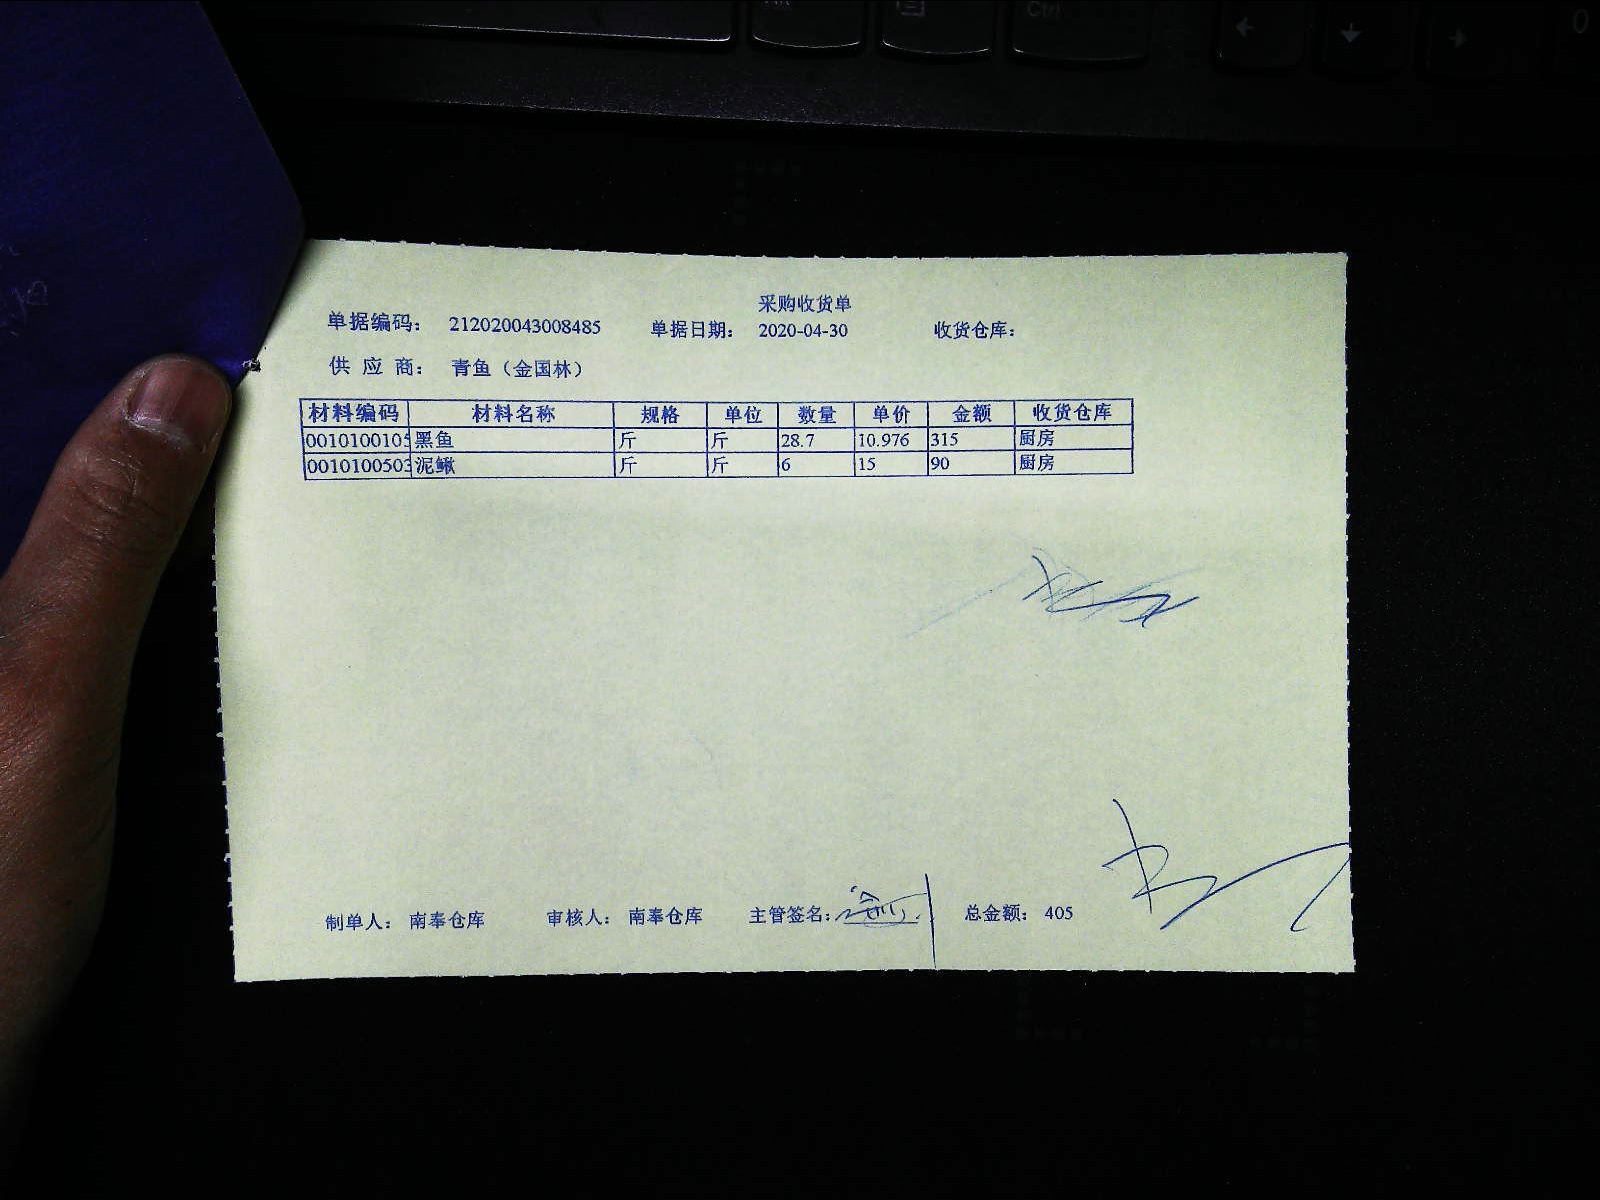 采购收货单
单据编码： 212020043008485 单据日期： 2020-04-30 收货仓库：
供 应 商： 青鱼（金国林）
材料编码 材料名称 规格 单位 数量 单价 金额 收货仓库
0010100105 黑鱼 斤 斤 28.7 10.976 315 厨房
0010100503 泥鳅 斤 斤 6 15 90 厨房
制单人： 南奉仓库 审核人： 南奉仓库 主管签名： 总金额： 405